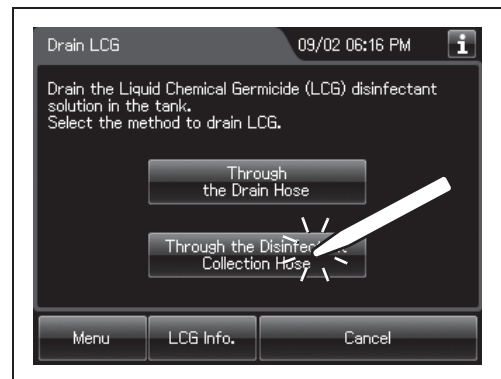 Drain LCG
09/02 06:16 PM
i
Drain the Liquid Chemical Germicide (LCG) disinfectant
solution in the tank.
Select the method to drain LCG.
Through
the Drain Hose
Through the Disinfectant
Collection Hose
Menu
LCG Info.
Cancel